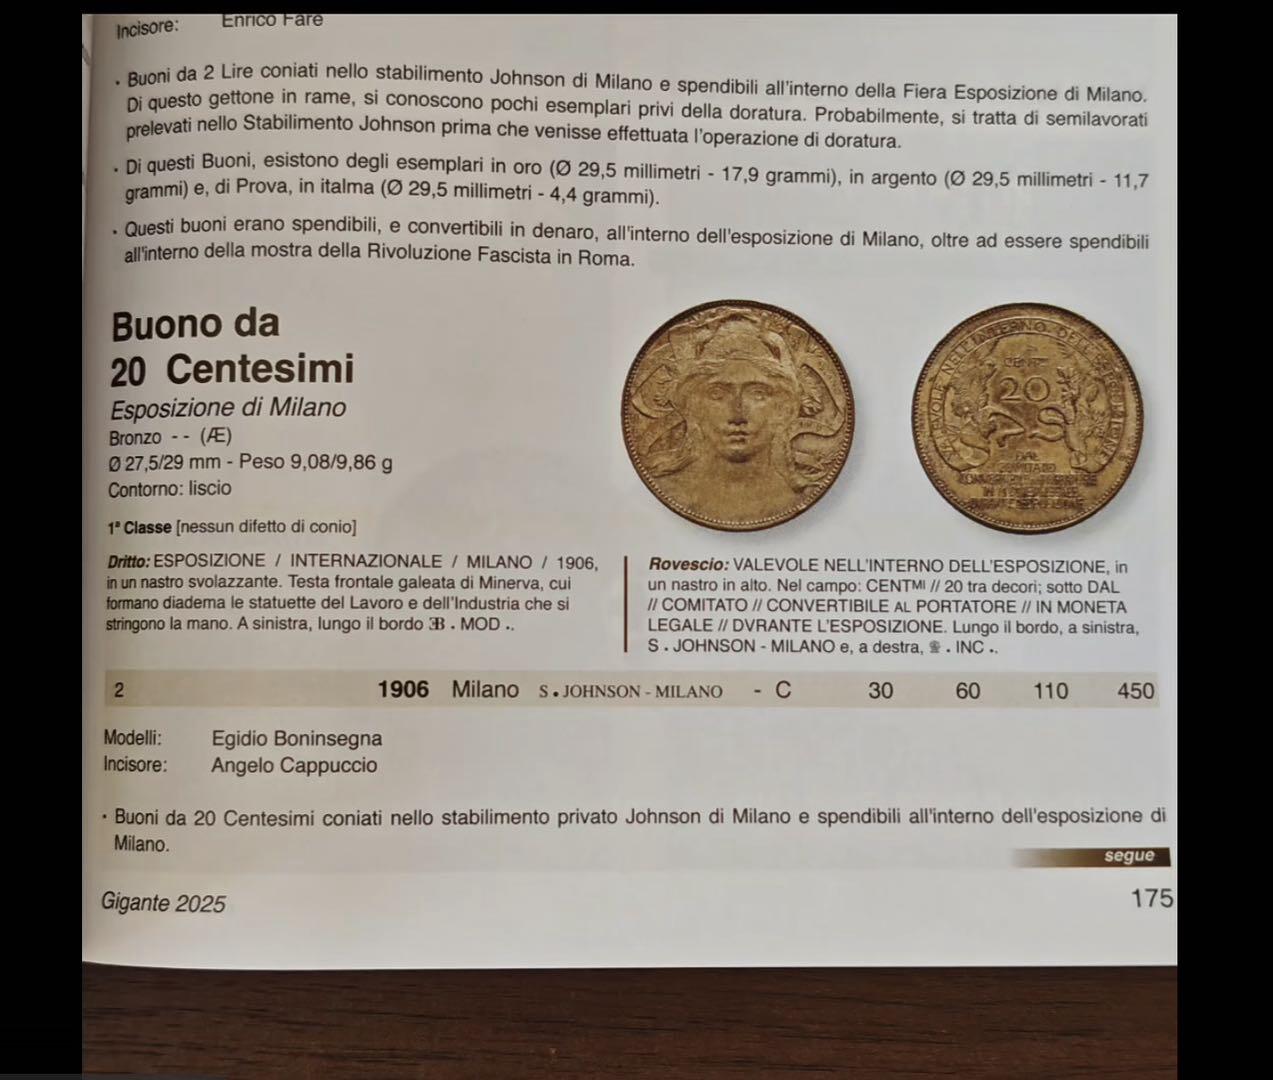 Incisore: Enrico Fare
• Buoni da 2 Lire coniati nello stabilimento Johnson di Milano e spendibili all'interno della Fiera Esposizione di Milano.
Di questo gettone in rame, si conoscono pochi esemplari privi della doratura. Probabilmente, si tratta di semilavorati
prelevati nello Stabilimento Johnson prima che venisse effettuata l'operazione di doratura.
• Di questi Buoni, esistono degli esemplari in oro (Ø 29,5 millimetri - 17,9 grammi), in argento (Ø 29,5 millimetri - 11,7
grammi) e, di Prova, in italma (Ø 29,5 millimetri - 4,4 grammi).
• Questi buoni erano spendibili, e convertibili in denaro, all'interno dell'esposizione di Milano, oltre ad essere spendibili
all'interno della mostra della Rivoluzione Fascista in Roma.
Buono da
20 Centesimi
Esposizione di Milano
Bronzo - - (Æ)
Ø 27,5/29 mm - Peso 9,08/9,86 g
Contorno: liscio
1ª Classe [nessun difetto di conio]
Dritto: ESPOSIZIONE / INTERNAZIONALE / MILANO / 1906,
in un nastro svolazzante. Testa frontale galeata di Minerva, cui
formano diadema le statuette del Lavoro e dell'Industria che si
stringono la mano. A sinistra, lungo il bordo ƎB . MOD ..
VALEVOLE NELL'INTERNO DELL'ESPOSIZIONE
CENTMI
20
DAL
COMITATO
Rovescio: VALEVOLE NELL'INTERNO DELL'ESPOSIZIONE, in
un nastro in alto. Nel campo: CENTMI // 20 tra decori; sotto DAL
// COMITATO // CONVERTIBILE AL PORTATORE // IN MONETA
LEGALE // DVRANTE L'ESPOSIZIONE. Lungo il bordo, a sinistra,
S . JOHNSON - MILANO e, a destra, . INC ..
2 1906 Milano S • JOHNSON - MILANO - C 30 60 110 450
Modelli: Egidio Boninsegna
Incisore: Angelo Cappuccio
• Buoni da 20 Centesimi coniati nello stabilimento privato Johnson di Milano e spendibili all'interno dell'esposizione di
Milano.
segue
Gigante 2025
175